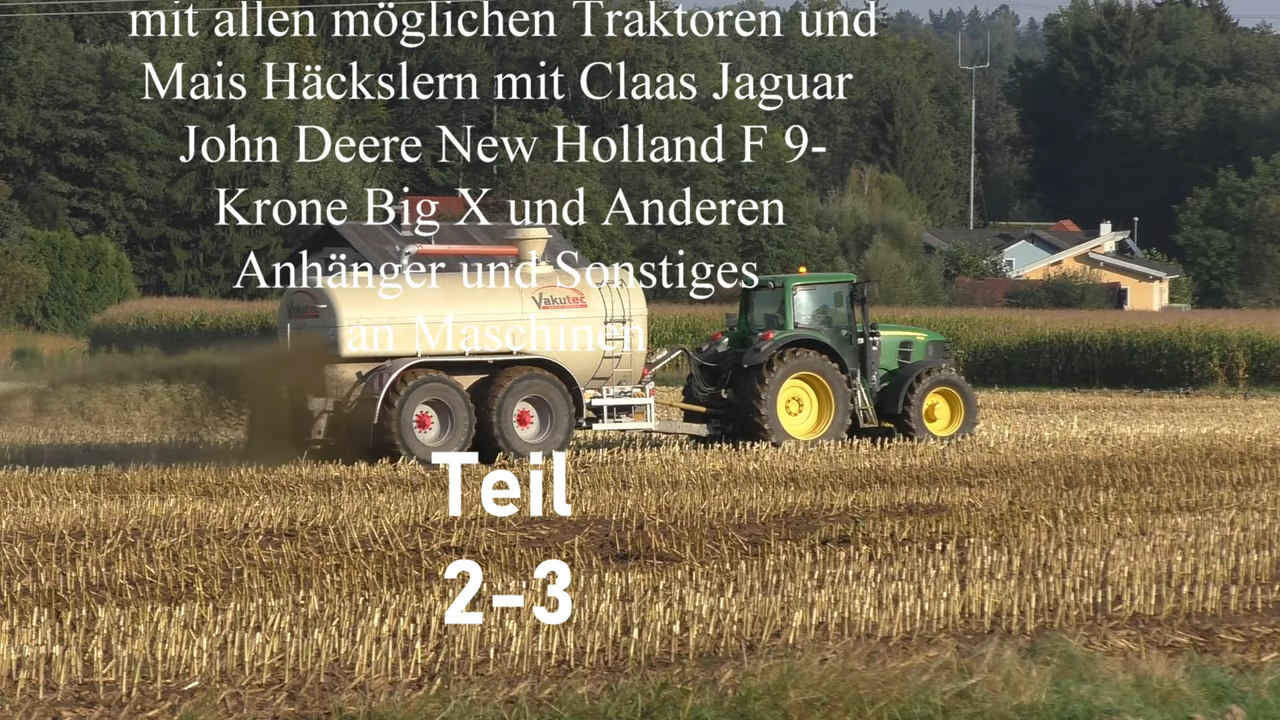 mit allen möglichen Traktoren und
Mais Häckslern mit Claas Jaguar
John Deere New Holland F 9-
Krone Big X und Anderen
Anhänger und Sonstiges
an Maschinen
Vakutec
Vakutec
Teil
2-3